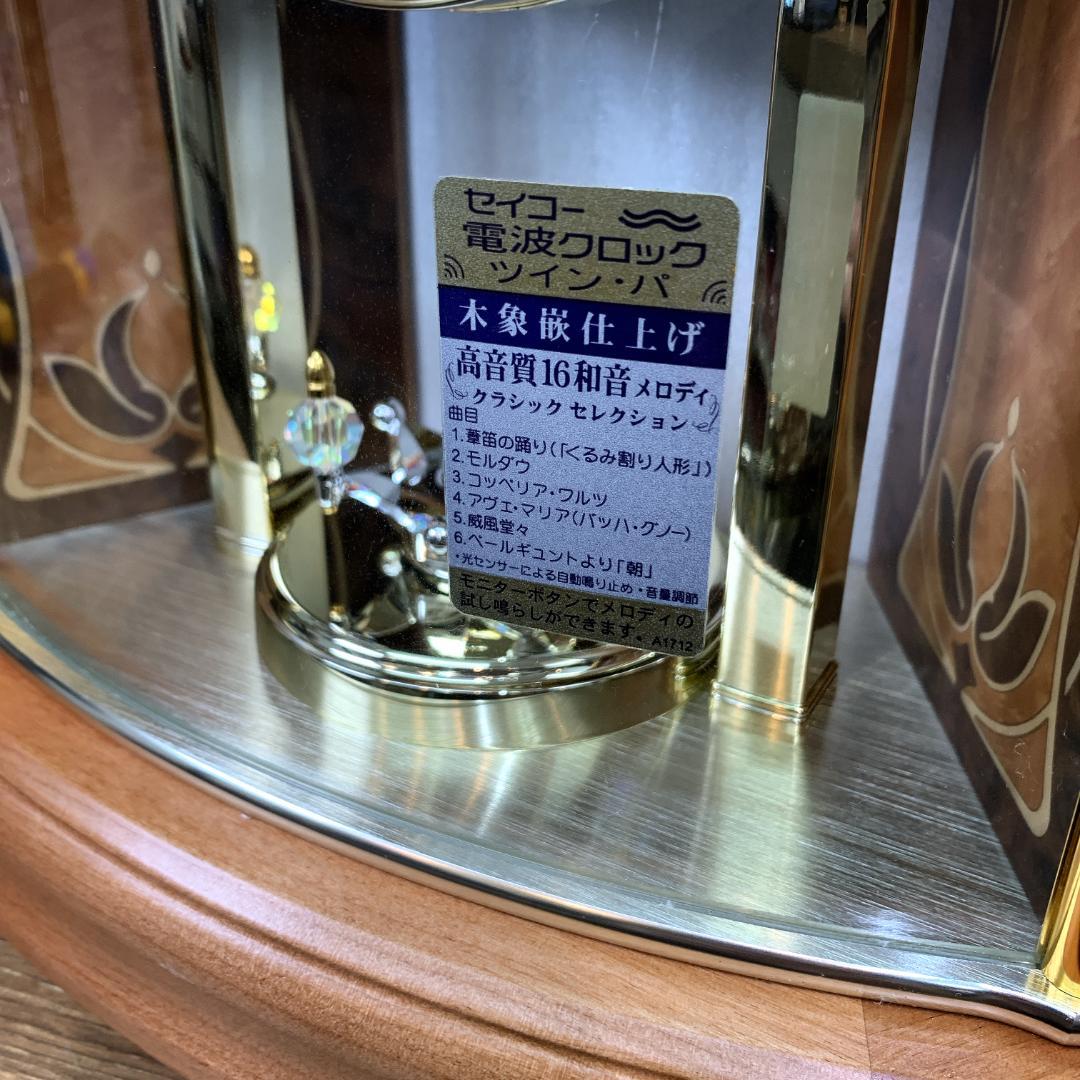 セイコー
電波クロック
ツイン・パ
木象嵌仕上げ
高音質16和音メロディ
クラシック セレクション
曲目
1.葦笛の踊り(「くるみ割り人形」)
2.モルダウ
3.コッペリア・ワルツ
4.アヴェ・マリア(バッハ・グノー)
5.威風堂々
6.ペールギュントより「朝」
・光センサーによる自動鳴り止め・音量調節
モニターボタンでメロディの
試し鳴らしができます。 A1712